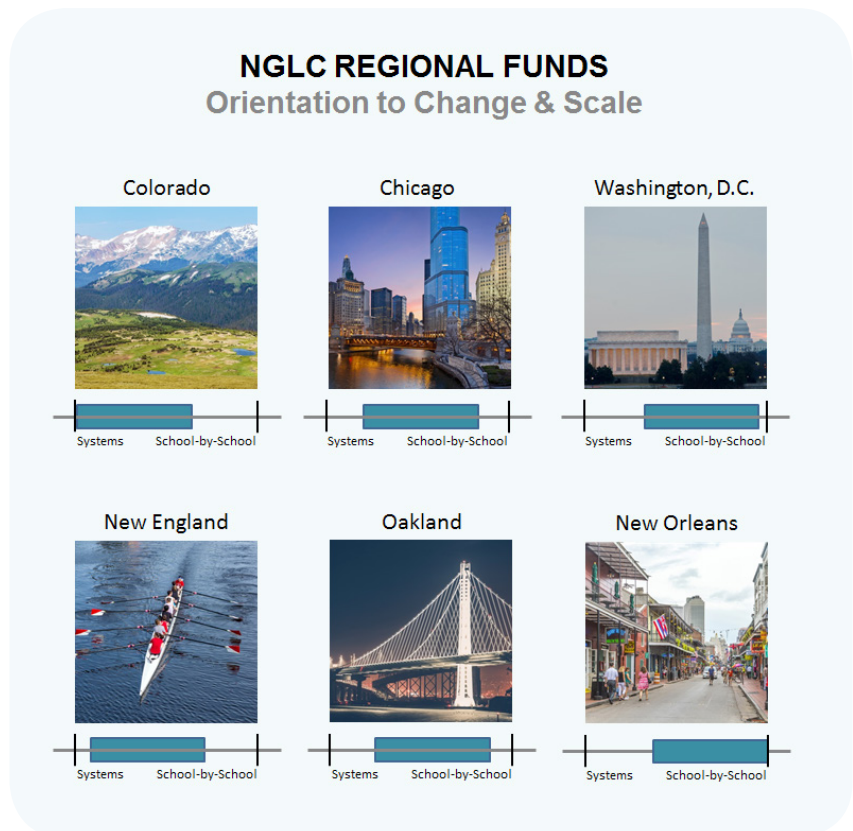 NGLC REGIONAL FUNDS
Orientation to Change & Scale
Colorado
Chicago
Washington, D.C.
Systems School-by-School
Systems School-by-School
Systems School-by-School
New England
Oakland
New Orleans
Systems School-by-School
Systems School-by-School
Systems School-by-School